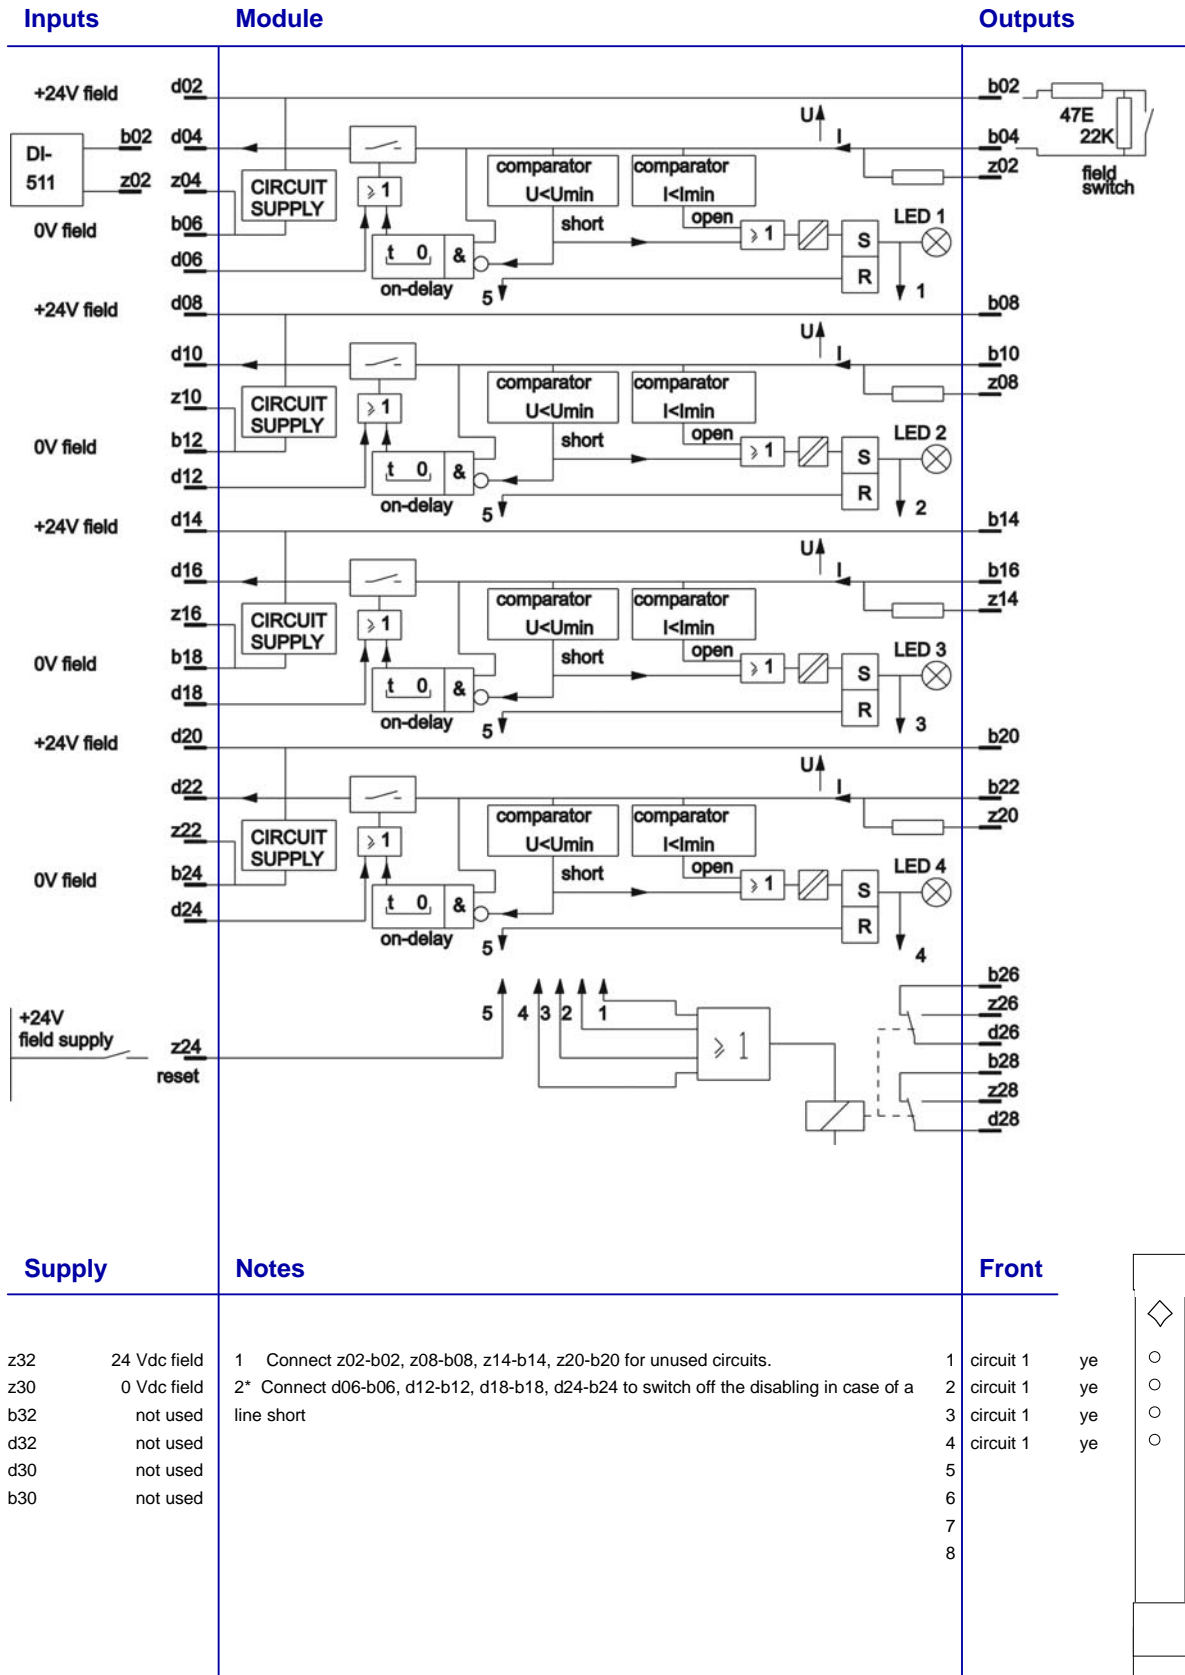 Inputs Module Outputs
+24V field d02 b02
47E
22K
U
I
DI-
511
b02 d04 b04
z02 z04 z02
field
switch
CIRCUIT
SUPPLY
⩾ 1
comparator
U<Umin
comparator
I<Imin
short open
0V field b06
⩾ 1 S LED 1
d06
t 0 &
R
on-delay 5 1
+24V field d08 b08
U
I
d10 b10
z10 z08
CIRCUIT
SUPPLY
⩾ 1
comparator
U<Umin
comparator
I<Imin
short open
0V field b12
⩾ 1 S LED 2
d12
t 0 &
R
on-delay 5 2
+24V field d14 b14
U
I
d16 b16
z16 z14
CIRCUIT
SUPPLY
⩾ 1
comparator
U<Umin
comparator
I<Imin
short open
0V field b18
⩾ 1 S LED 3
d18
t 0 &
R
on-delay 5 3
+24V field d20 b20
U
I
d22 b22
z22 z20
CIRCUIT
SUPPLY
⩾ 1
comparator
U<Umin
comparator
I<Imin
short open
0V field b24
⩾ 1 S LED 4
d24
t 0 &
R
on-delay 5 4
b26
z26
d26
b28
z28
d28
+24V
field supply
z24
reset
5 4 3 2 1
⩾ 1
Supply Notes Front
z32 24 Vdc field 1 Connect z02-b02, z08-b08, z14-b14, z20-b20 for unused circuits. 1 circuit 1 ye
z30 0 Vdc field 2* Connect d06-b06, d12-b12, d18-b18, d24-b24 to switch off the disabling in case of a 2 circuit 1 ye
b32 not used line short 3 circuit 1 ye
d32 not used 4 circuit 1 ye
d30 not used 5
b30 not used 6
7
8